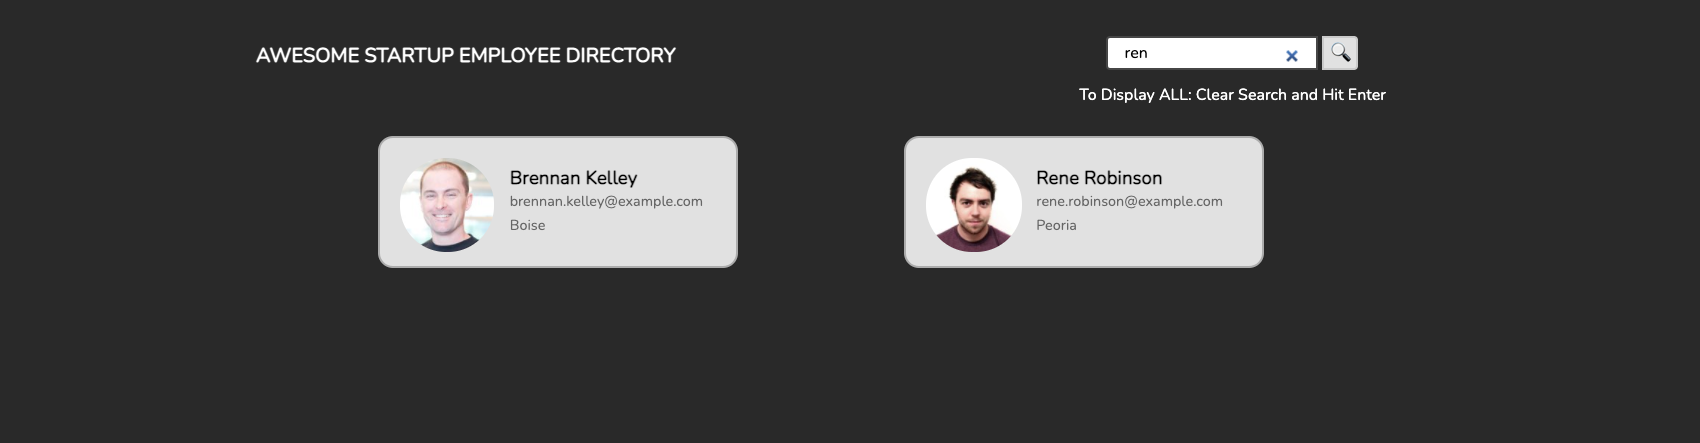 AWESOME STARTUP EMPLOYEE DIRECTORY
ren
To Display ALL: Clear Search and Hit Enter
Brennan Kelley
brennan.kelley@example.com
Boise
Rene Robinson
rene.robinson@example.com
Peoria